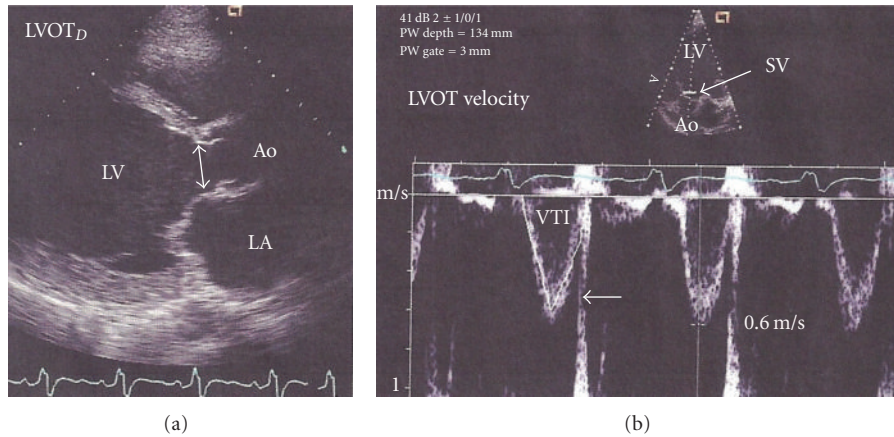 LVOTD
LV
Ao
LA
(a)
41 dB 2 ± 1/0/1
PW depth = 134 mm
PW gate = 3 mm
LV
SV
LVOT velocity
Ao
m/s
VTI
0.6 m/s
1
(b)